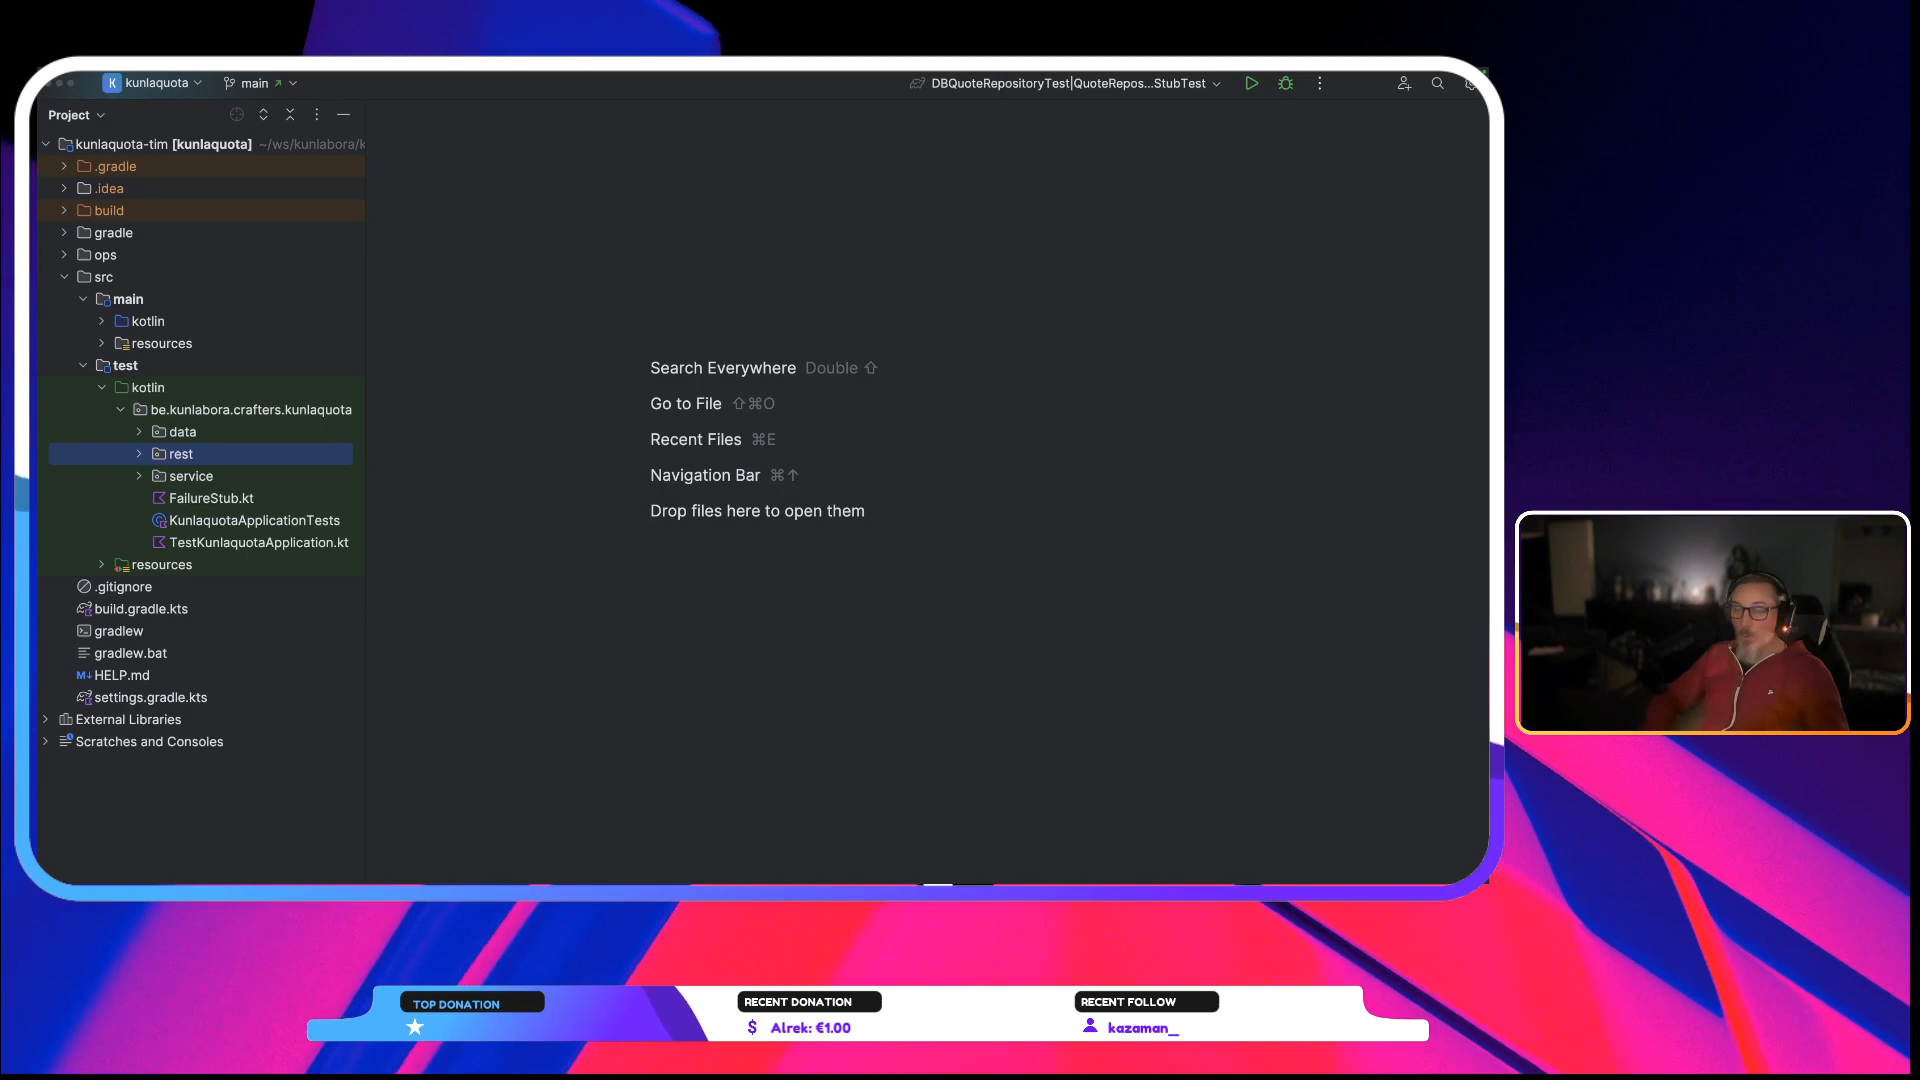 K kunlaquota main
DBQuoteRepositoryTest|QuoteRepos...StubTest
Project
kunlaquota-tim [kunlaquota] ~/ws/kunlabora/k
.gradle
.idea
build
gradle
ops
src
main
kotlin
resources
test
kotlin
be.kunlabora.crafters.kunlaquota
data
rest
service
FailureStub.kt
KunlaquotaApplicationTests
TestKunlaquotaApplication.kt
resources
.gitignore
build.gradle.kts
gradlew
gradlew.bat
M↓ HELP.md
settings.gradle.kts
External Libraries
Scratches and Consoles
Search Everywhere Double ⇧
Go to File ⇧⌘O
Recent Files ⌘E
Navigation Bar ⌘↑
Drop files here to open them
TOP DONATION
RECENT DONATION
$ Alrek: €1.00
RECENT FOLLOW
kazaman_